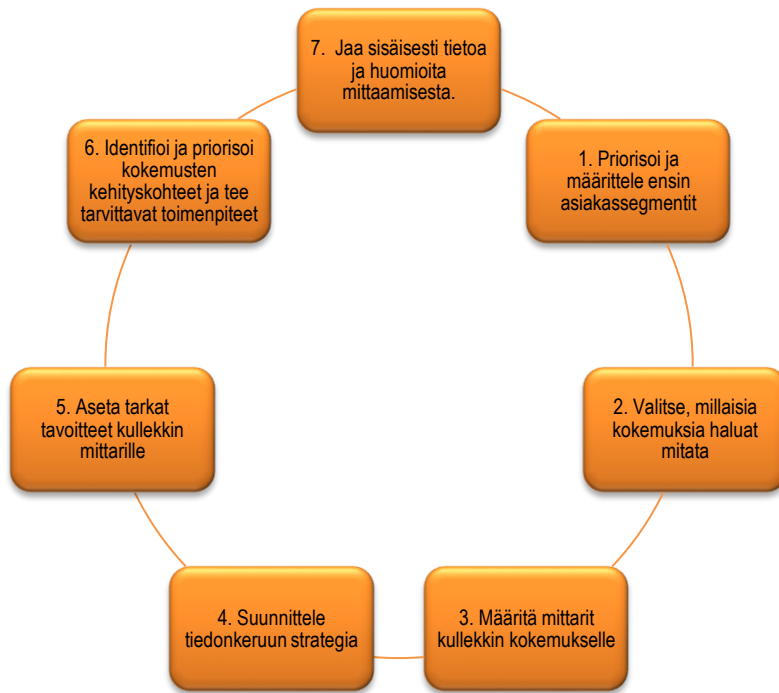 7. Jaa sisäisesti tietoa
ja huomioita
mittaamisesta.
1. Priorisoi ja
määrittele ensin
asiakassegmentit
2. Valitse, millaisia
kokemuksia haluat
mitata
3. Määritä mittarit
kullekkin kokemukselle
4. Suunnittele
tiedonkeruun strategia
5. Aseta tarkat
tavoitteet kullekkin
mittarille
6. Identifioi ja priorisoi
kokemusten
kehityskohteet ja tee
tarvittavat toimenpiteet